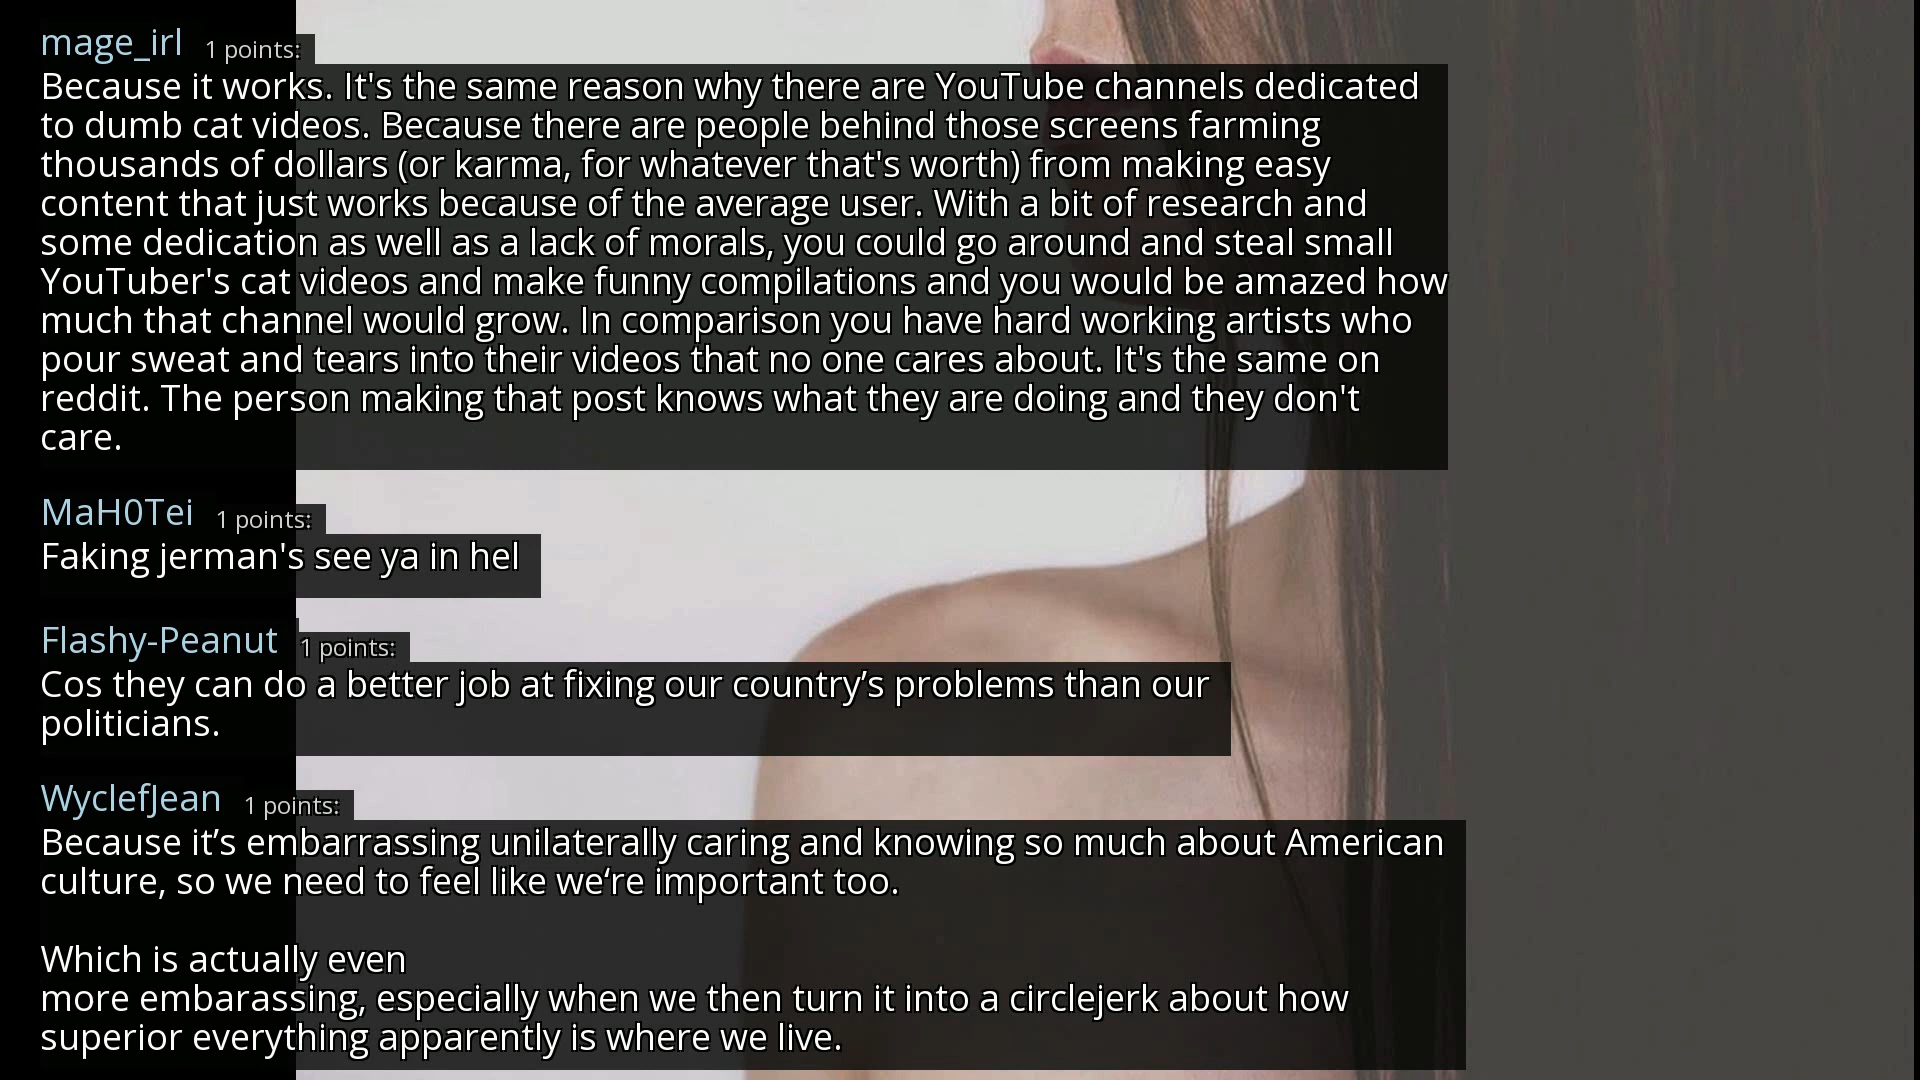 mage_irl 1 points:
Because it works. It's the same reason why there are YouTube channels dedicated
to dumb cat videos. Because there are people behind those screens farming
thousands of dollars (or karma, for whatever that's worth) from making easy
content that just works because of the average user. With a bit of research and
some dedication as well as a lack of morals, you could go around and steal small
YouTuber's cat videos and make funny compilations and you would be amazed how
much that channel would grow. In comparison you have hard working artists who
pour sweat and tears into their videos that no one cares about. It's the same on
reddit. The person making that post knows what they are doing and they don't
care.
MaH0Tei 1 points:
Faking jerman's see ya in hel
Flashy-Peanut 1 points:
Cos they can do a better job at fixing our country’s problems than our
politicians.
WyclefJean 1 points:
Because it’s embarrassing unilaterally caring and knowing so much about American
culture, so we need to feel like we‘re important too.
Which is actually even
more embarassing, especially when we then turn it into a circlejerk about how
superior everything apparently is where we live.